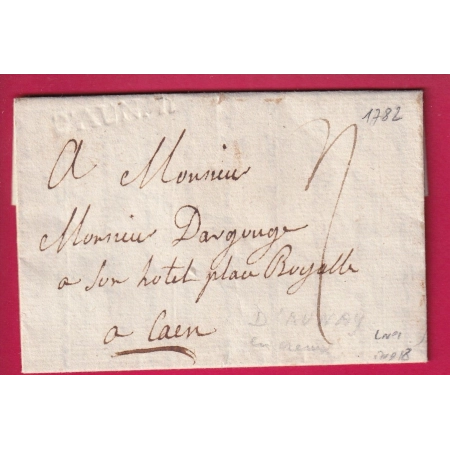 1782
A Monsieur
Monsieur Dargouge
a son hotel place Royalle
a Caen
D'AUNAY